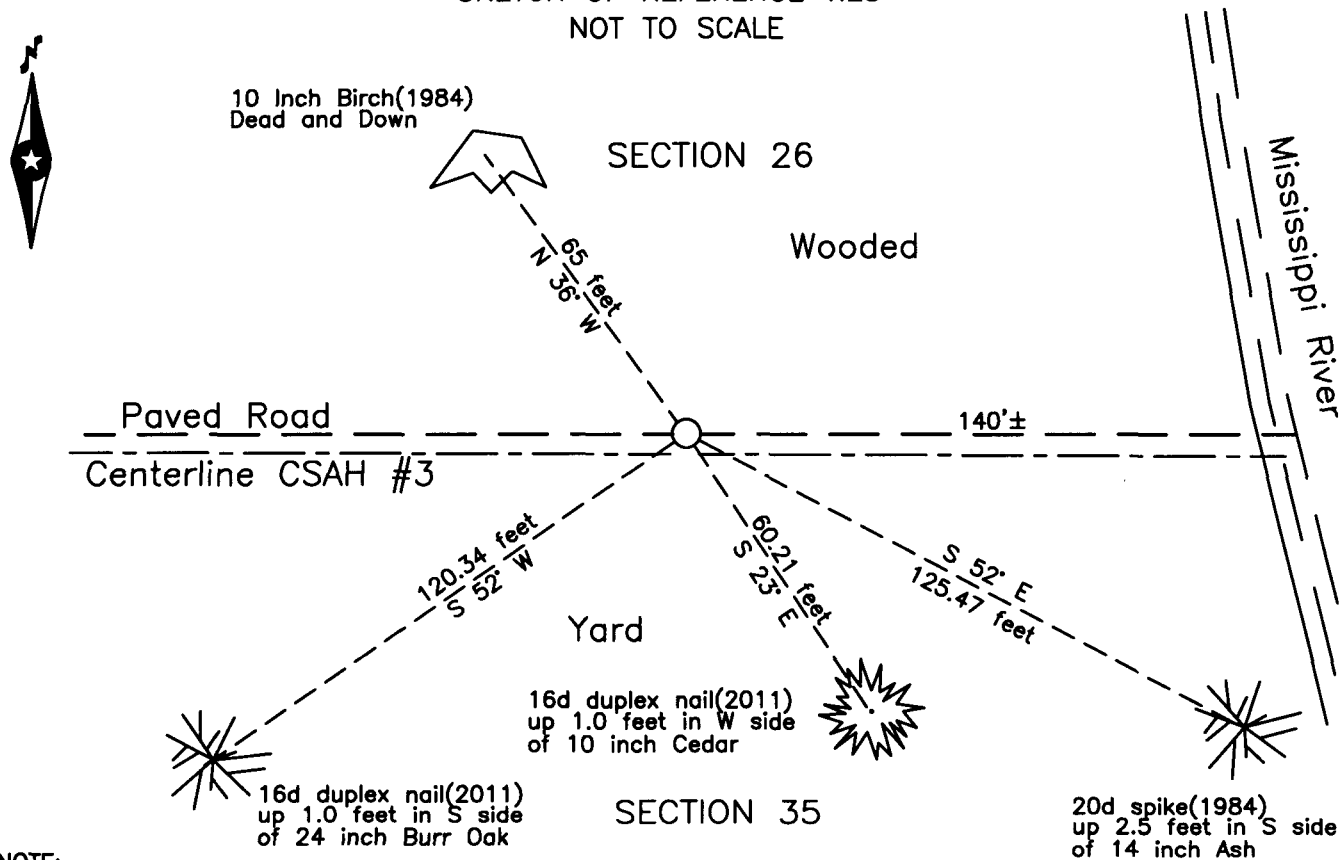 NOT TO SCALE
N
10 Inch Birch(1984)
Dead and Down
SECTION 26
Wooded
Mississippi River
65 feet
N 36° W
Paved Road
140'±
Centerline CSAH #3
120.34 feet
S 52° W
60.21 feet
S 23° E
S 52° E
125.47 feet
Yard
16d duplex nail(2011)
up 1.0 feet in W side
of 10 inch Cedar
16d duplex nail(2011)
up 1.0 feet in S side
of 24 inch Burr Oak
SECTION 35
20d spike(1984)
up 2.5 feet in S side
of 14 inch Ash
NOTE: